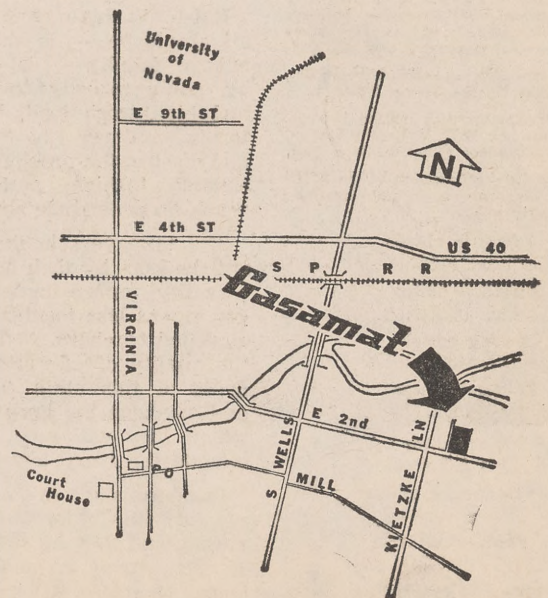 University
of
Nevada
E 9th ST
N
E 4th ST
US 40
S P R R
Gasamat
VIRGINIA
E 2nd
S WELLS
KIETZKE LN
MILL
PO
Court
House